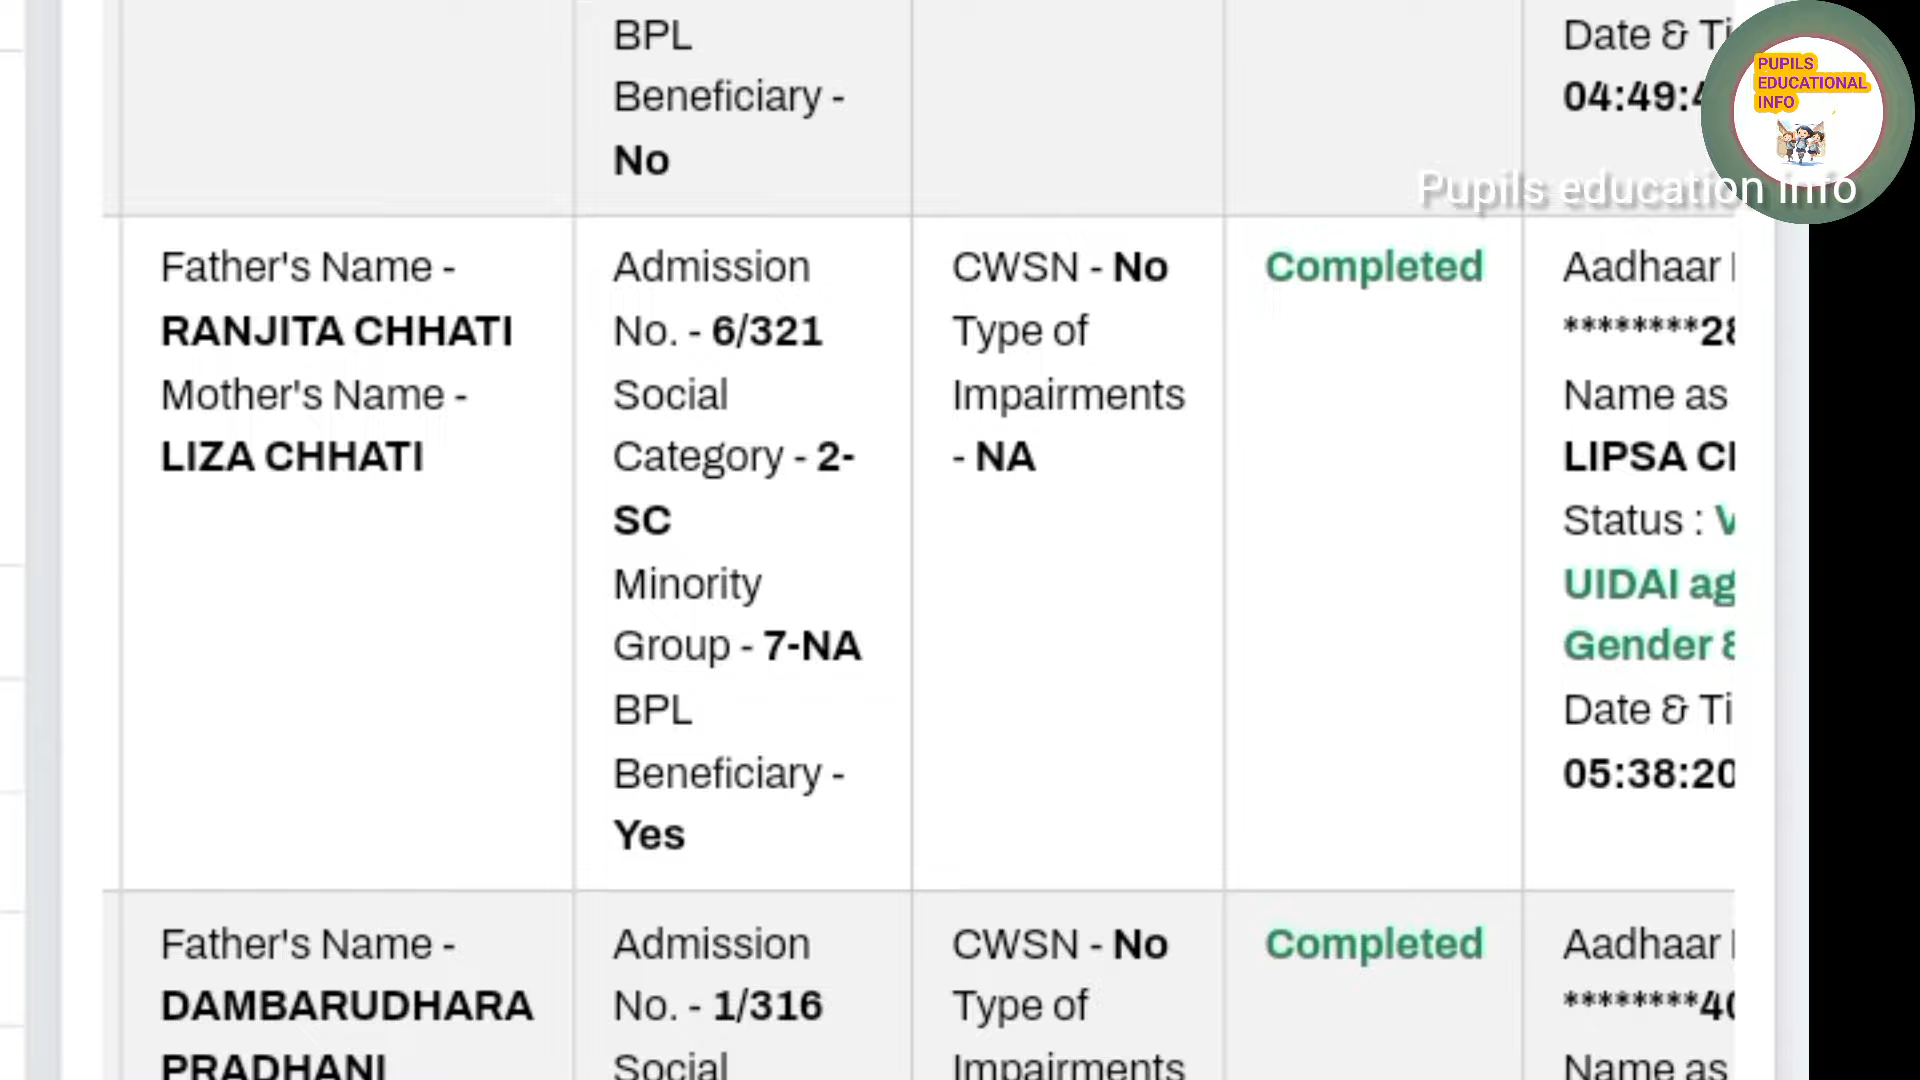 BPL
Beneficiary -
No
Date & Ti
04:49:4
PUPILS
EDUCATIONAL
INFO
Pupils education info
Father's Name -
RANJITA CHHATI
Mother's Name -
LIZA CHHATI
Admission
No. - 6/321
Social
Category - 2-
SC
Minority
Group - 7-NA
BPL
Beneficiary -
Yes
CWSN - No
Type of
Impairments
- NA
Completed
Aadhaar
********28
Name as
LIPSA
Status :
UIDAI ag
Gender &
Date & Ti
05:38:20
Father's Name -
DAMBARUDHARA
PRADHANI
Admission
No. - 1/316
Social
CWSN - No
Type of
Impairments
Completed
Aadhaar
********40
Name as